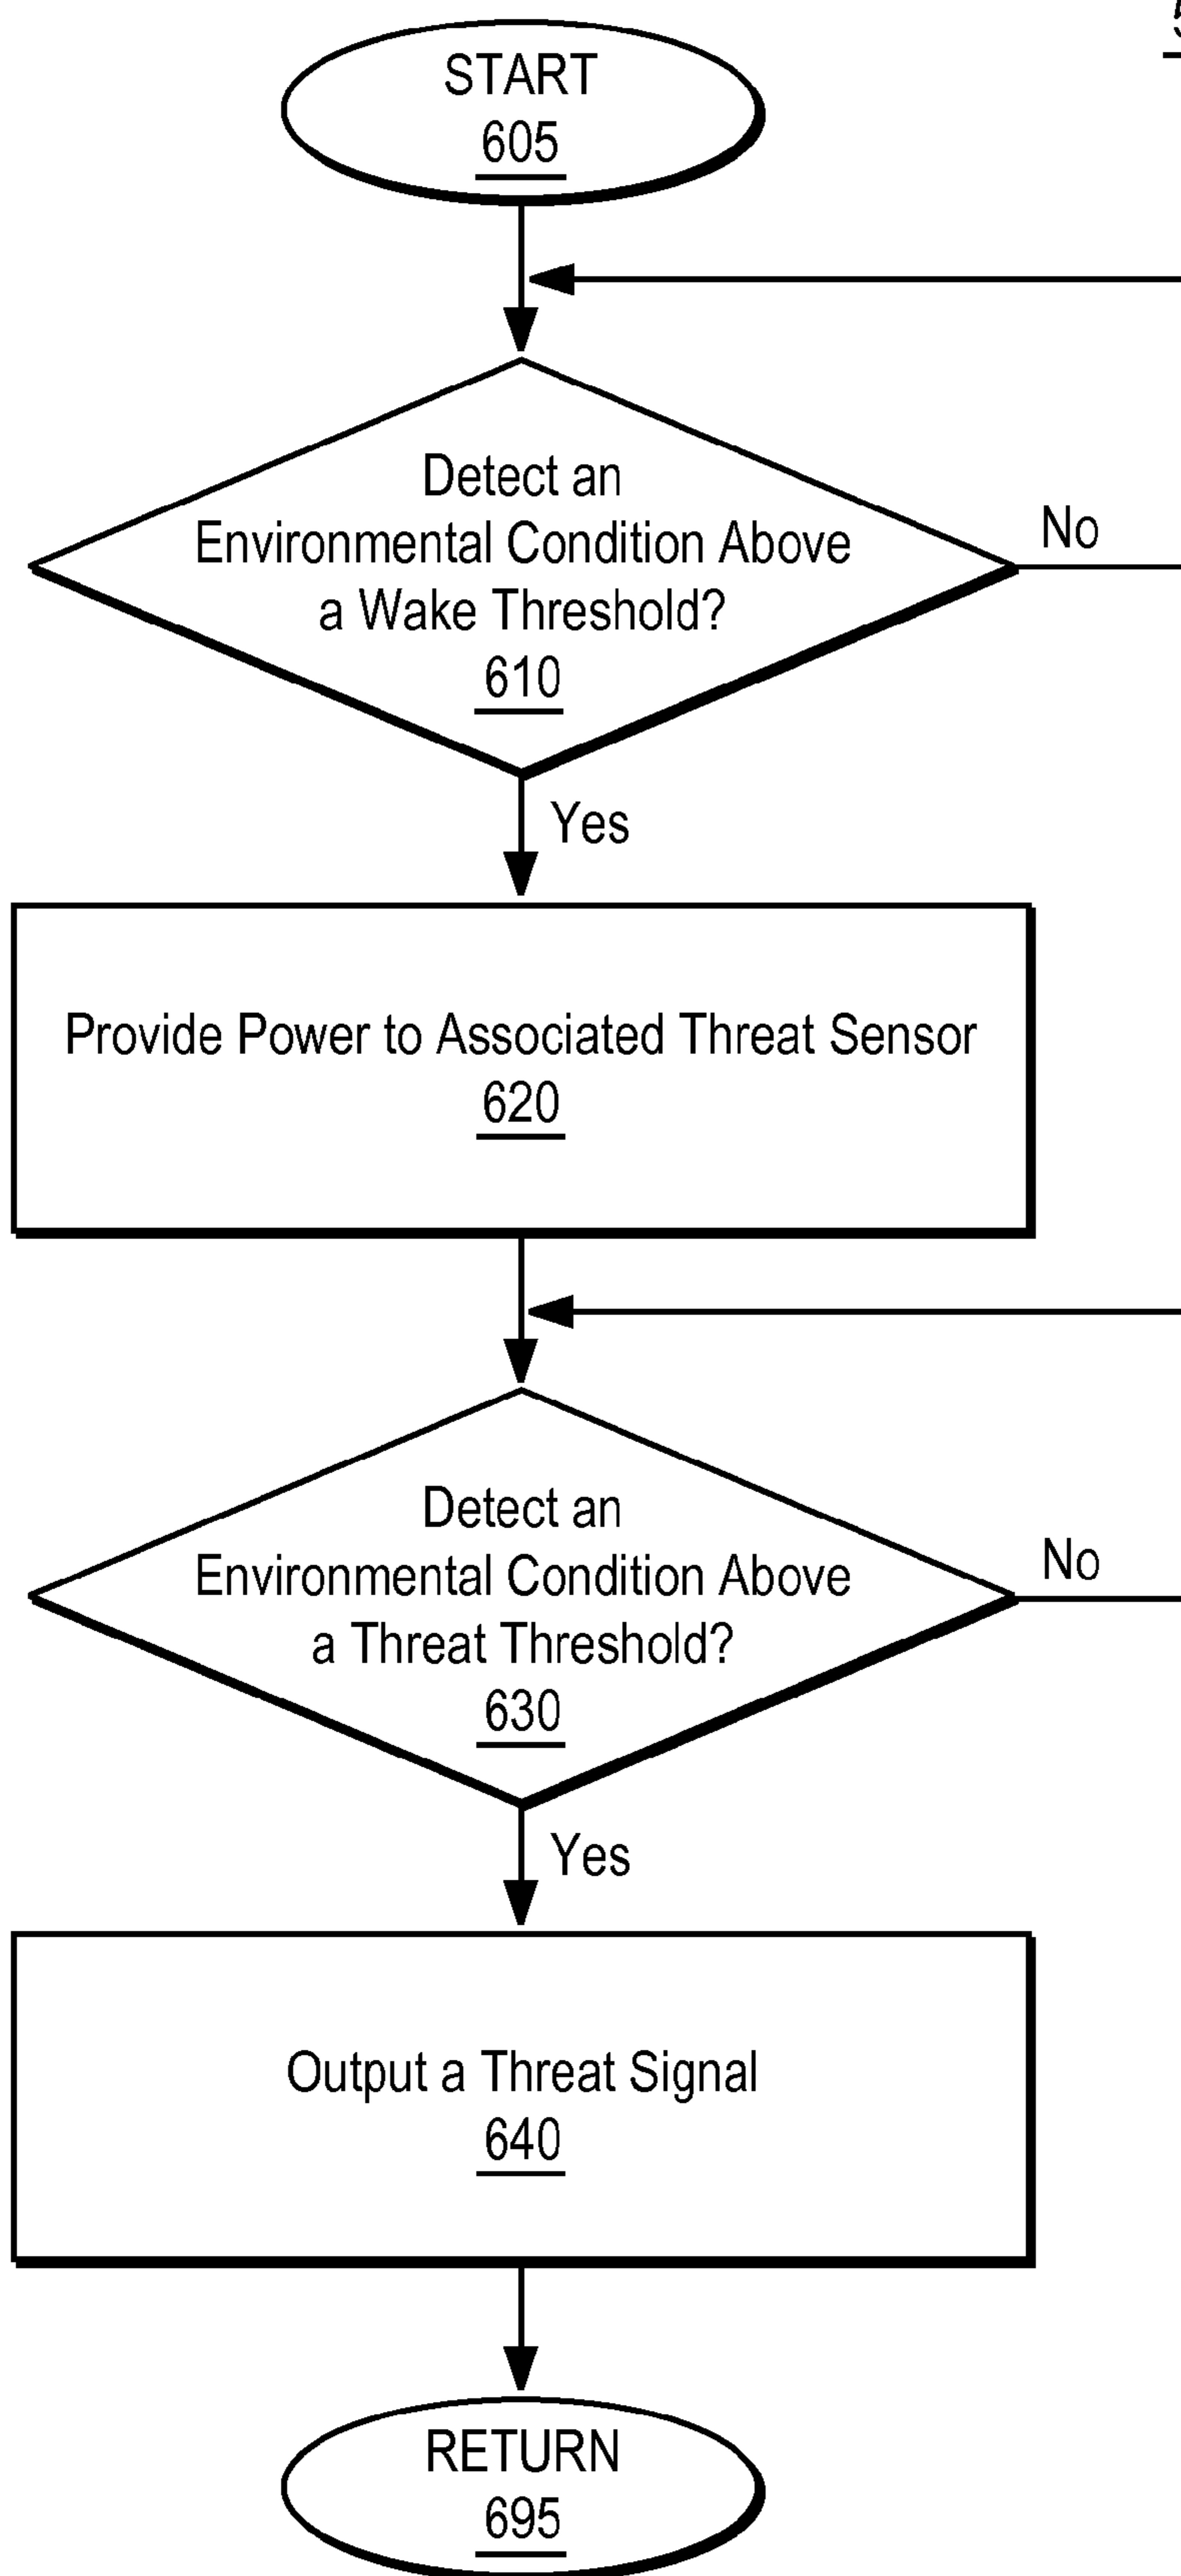 START
605
Detect an
Environmental Condition Above
a Wake Threshold?
610
No
Yes
Provide Power to Associated Threat Sensor
620
Detect an
Environmental Condition Above
a Threat Threshold?
630
No
Yes
Output a Threat Signal
640
RETURN
695